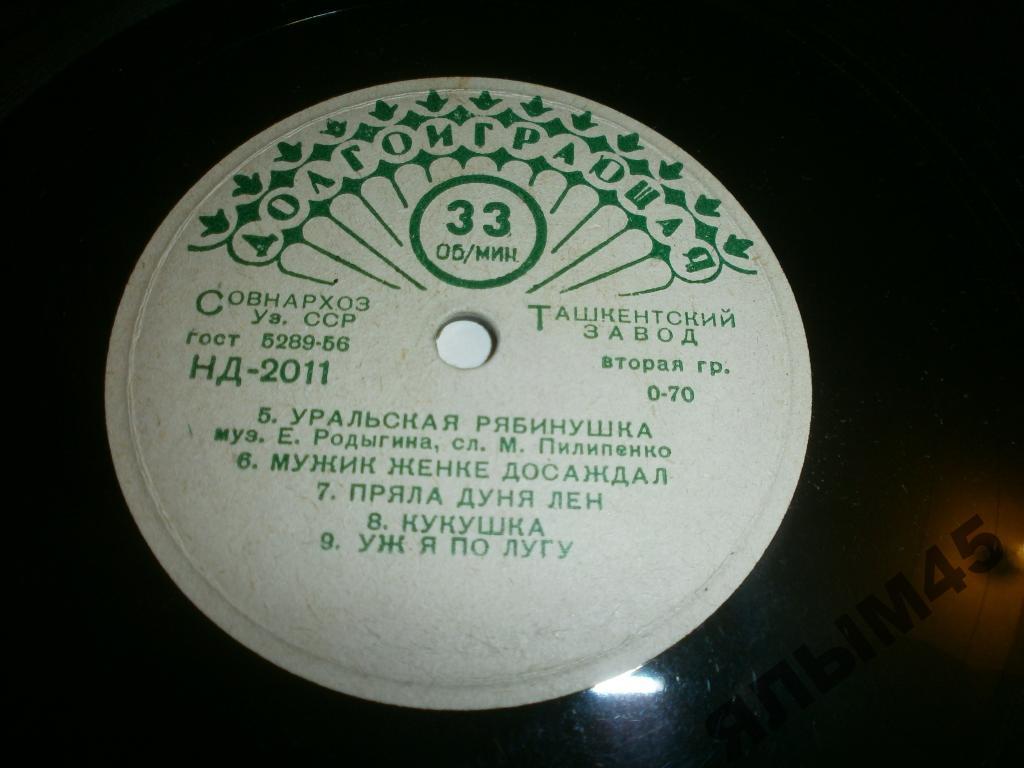 ДОЛГОИГРАЮЩАЯ
33
ОБ/МИН.
СОВНАРХОЗ
Уз. ССР
ТАШКЕНТСКИЙ
ЗАВОД
гост 5289-56
вторая гр.
НД-2011
0-70
5. УРАЛЬСКАЯ РЯБИНУШКА
муз. Е. Родыгина, сл. М. Пилипенко
6. МУЖИК ЖЕНКЕ ДОСАЖДАЛ
7. ПРЯЛА ДУНЯ ЛЕН
8. КУКУШКА
9. УЖ Я ПО ЛУГУ
ЯЛЫМ45